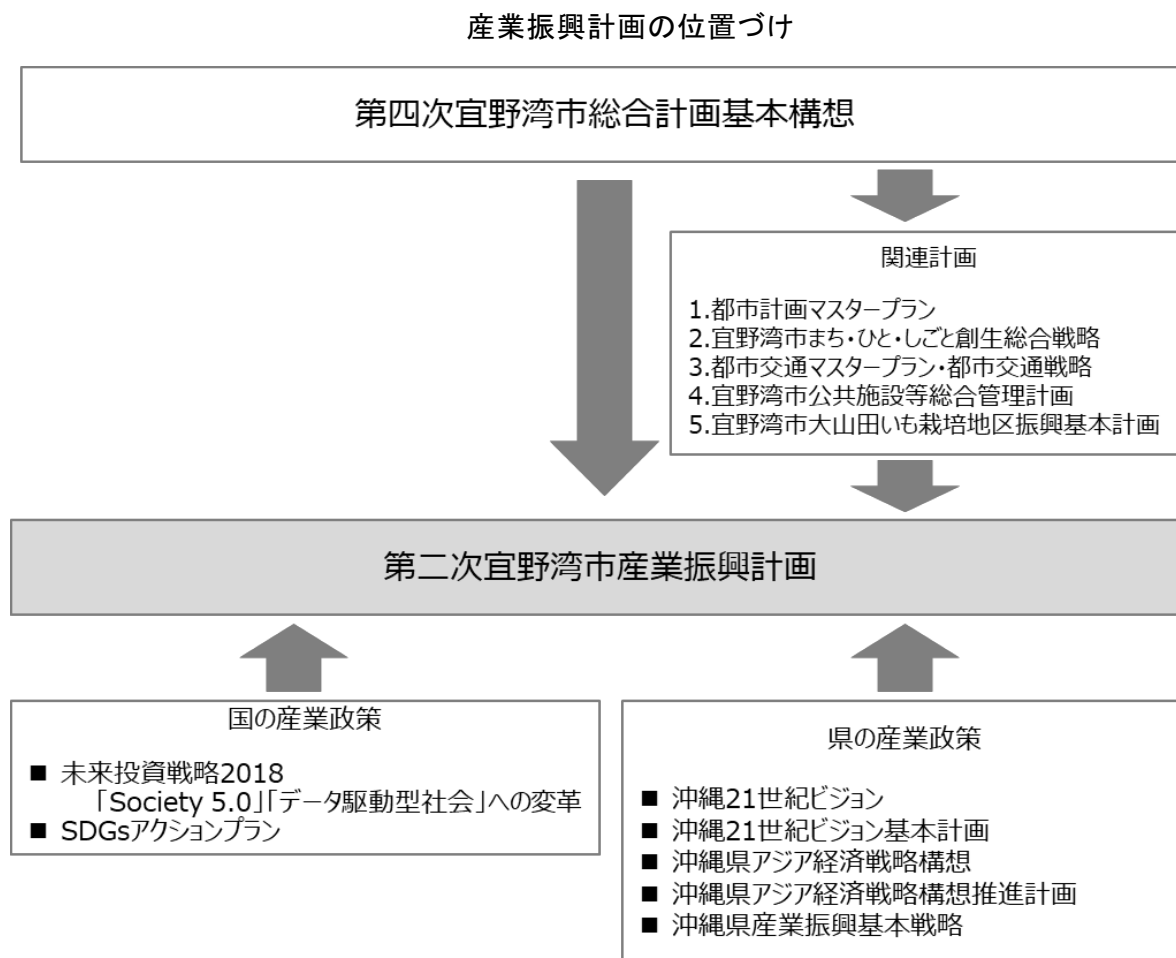 産業振興計画の位置づけ
第四次宜野湾市総合計画基本構想
関連計画
1.都市計画マスタープラン
2.宜野湾市まち・ひと・しごと創生総合戦略
3.都市交通マスタープラン・都市交通戦略
4.宜野湾市公共施設等総合管理計画
5.宜野湾市大山田いも栽培地区振興基本計画
第二次宜野湾市産業振興計画
国の産業政策
■ 未来投資戦略2018
「Society 5.0」「データ駆動型社会」への変革
■ SDGsアクションプラン
県の産業政策
■ 沖縄21世紀ビジョン
■ 沖縄21世紀ビジョン基本計画
■ 沖縄県アジア経済戦略構想
■ 沖縄県アジア経済戦略構想推進計画
■ 沖縄県産業振興基本戦略